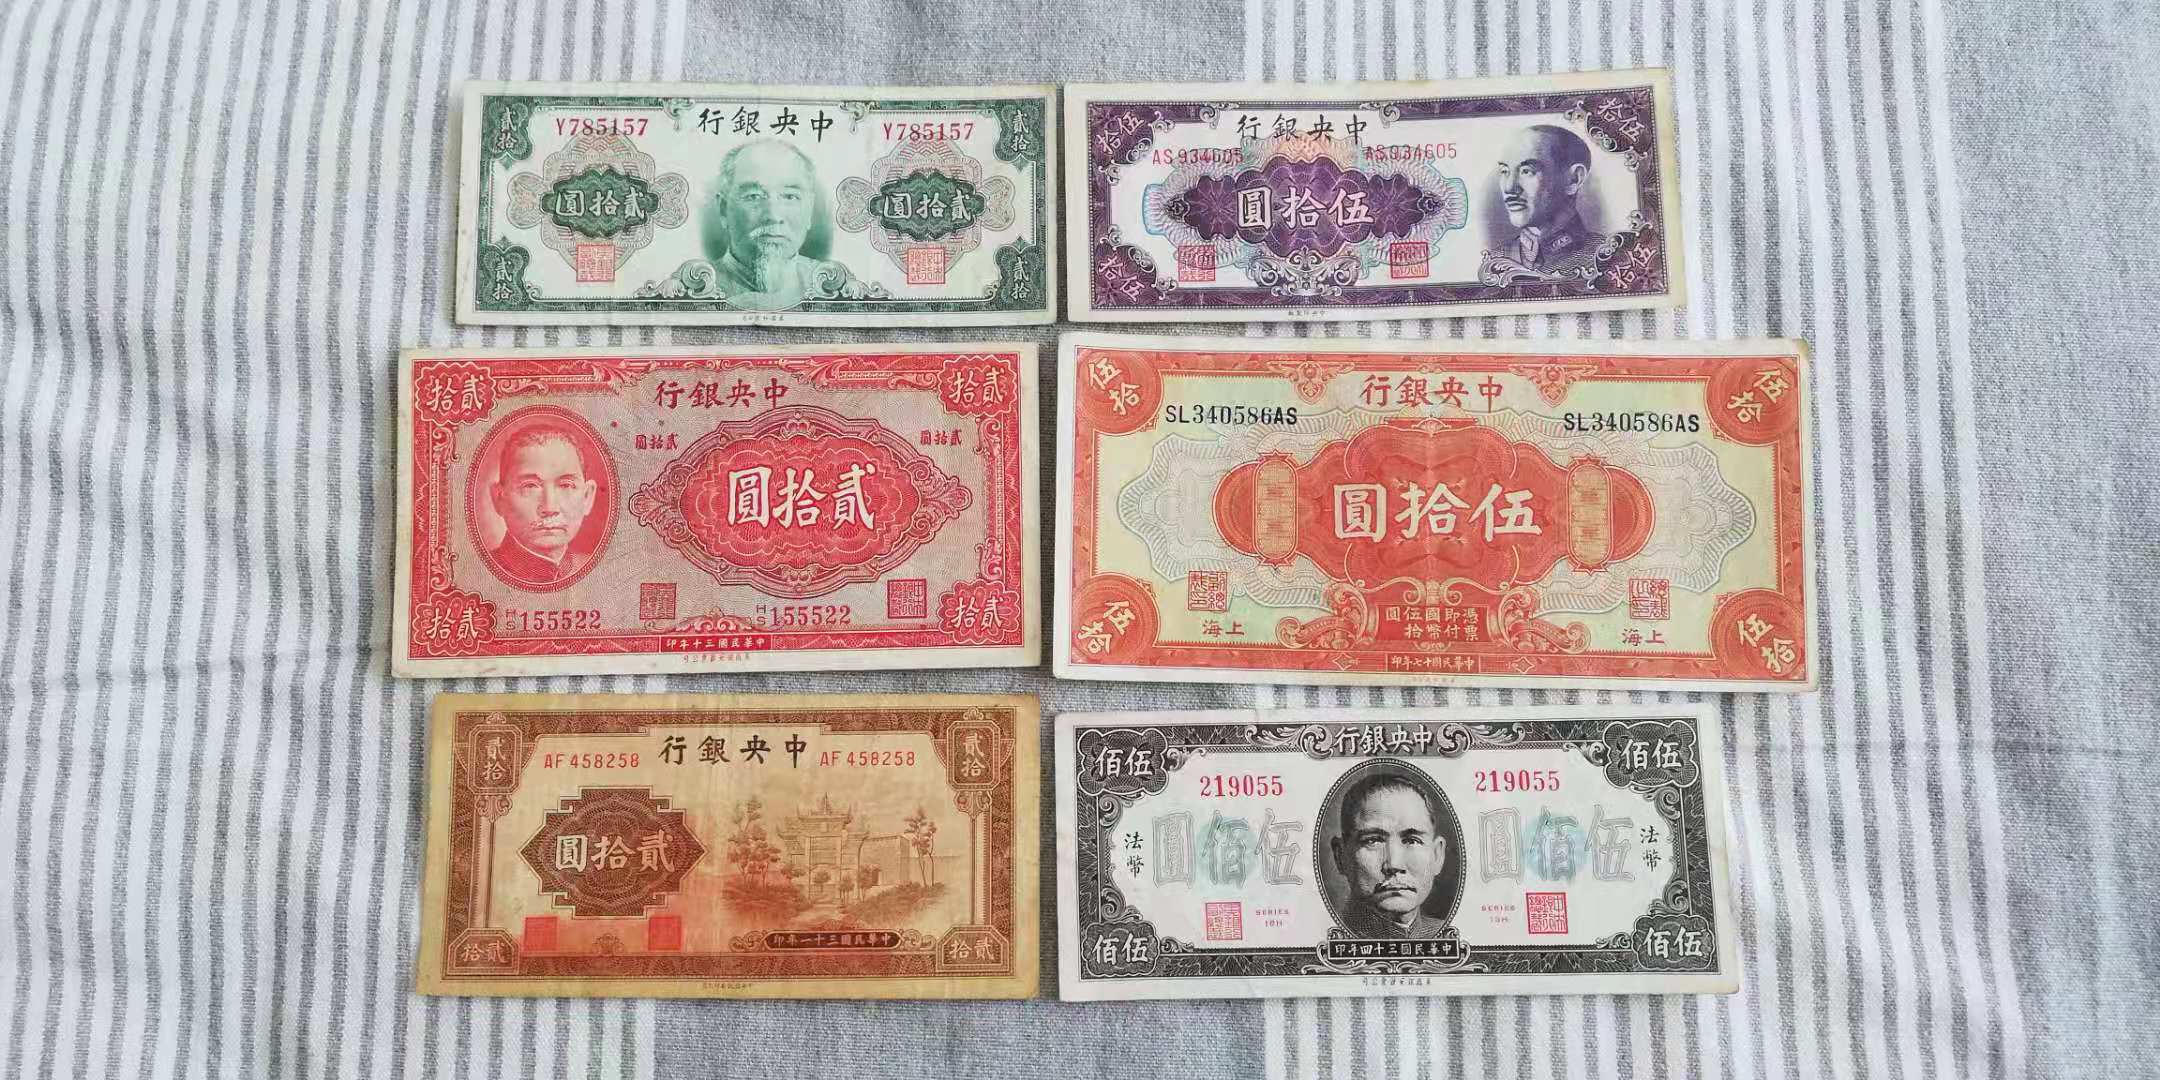 中央銀行
Y785157
Y785157
貳拾
貳拾
貳拾圓
貳拾圓
貳拾
貳拾
中央銀行
AS934605
AS934605
伍拾
伍拾
伍拾圓
伍拾
伍拾
中央銀行
貳拾
貳拾
貳拾圓
貳拾圓
貳拾圓
HS155522
HS155522
貳拾
貳拾
中華民國三十年印
中央銀行
伍拾
伍拾
SL340586AS
SL340586AS
伍拾圓
憑票即付國幣伍拾圓
上海
上海
伍拾
伍拾
中華民國十七年印
中央銀行
AF458258
AF458258
貳拾
貳拾
貳拾圓
貳拾
貳拾
中華民國三十一年印
中央銀行
伍佰
伍佰
219055
219055
伍佰圓
伍佰圓
法幣
法幣
SERIES
SERIES
伍佰
伍佰
中華民國三十四年印